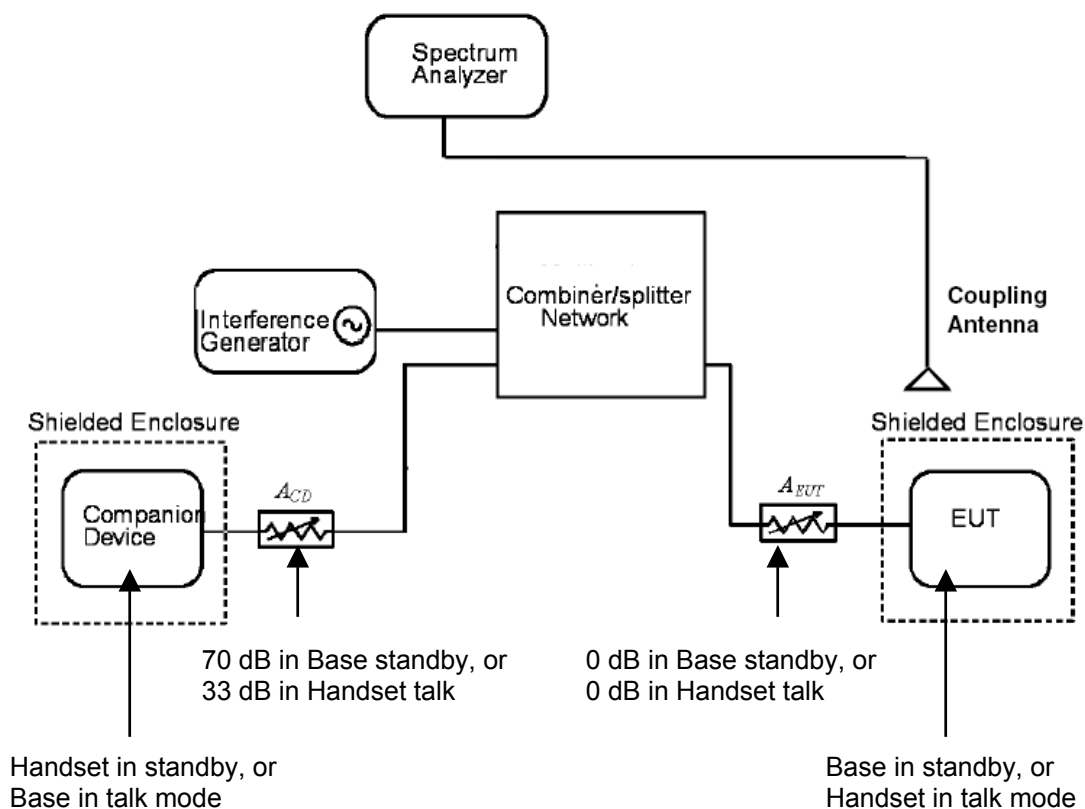 Spectrum
Analyzer
Combiner/splitter
Network
Coupling
Antenna
Interference
Generator
Shielded Enclosure
Shielded Enclosure
A_CD
A_EUT
Companion
Device
EUT
70 dB in Base standby, or
33 dB in Handset talk
0 dB in Base standby, or
0 dB in Handset talk
Handset in standby, or
Base in talk mode
Base in standby, or
Handset in talk mode